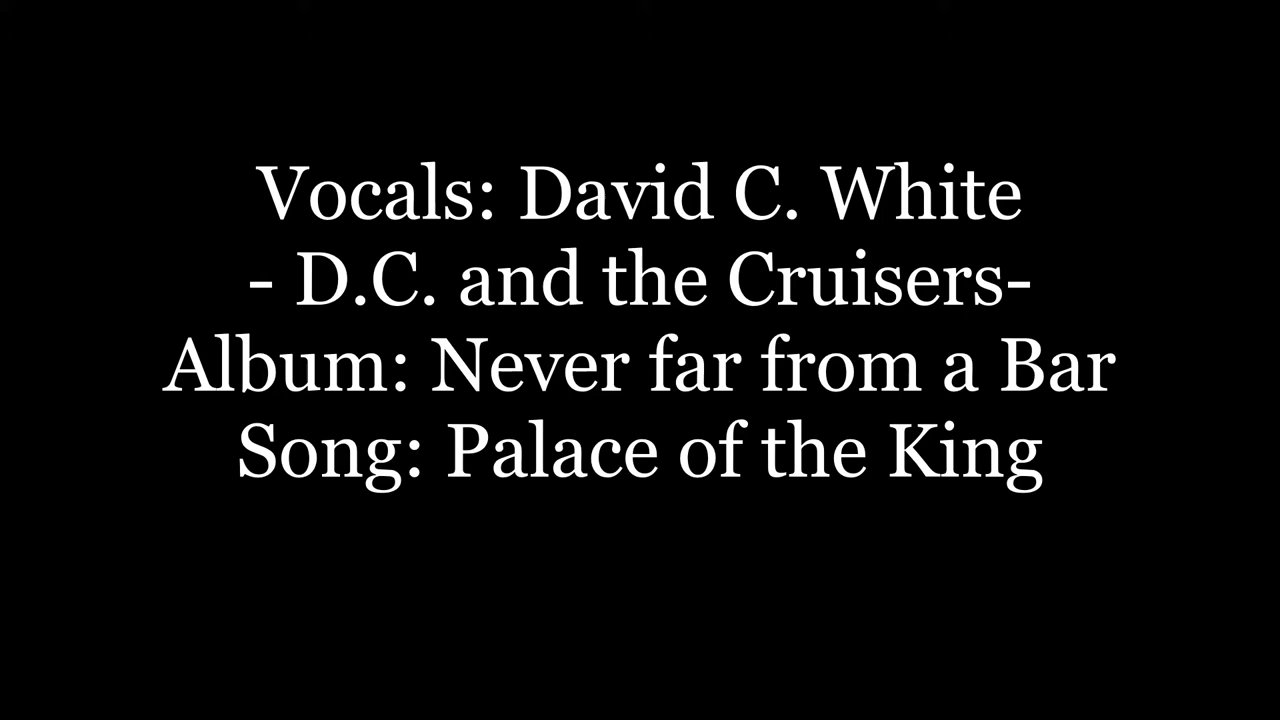 Vocals: David C. White
- D.C. and the Cruisers-
Album: Never far from a Bar
Song: Palace of the King